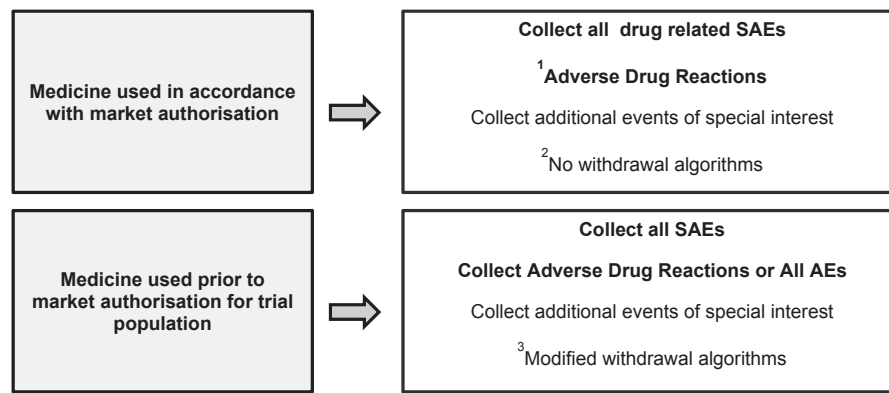 Medicine used in accordance
with market authorisation
Collect all drug related SAEs
1Adverse Drug Reactions
Collect additional events of special interest
2No withdrawal algorithms
Medicine used prior to
market authorisation for trial
population
Collect all SAEs
Collect Adverse Drug Reactions or All AEs
Collect additional events of special interest
3Modified withdrawal algorithms